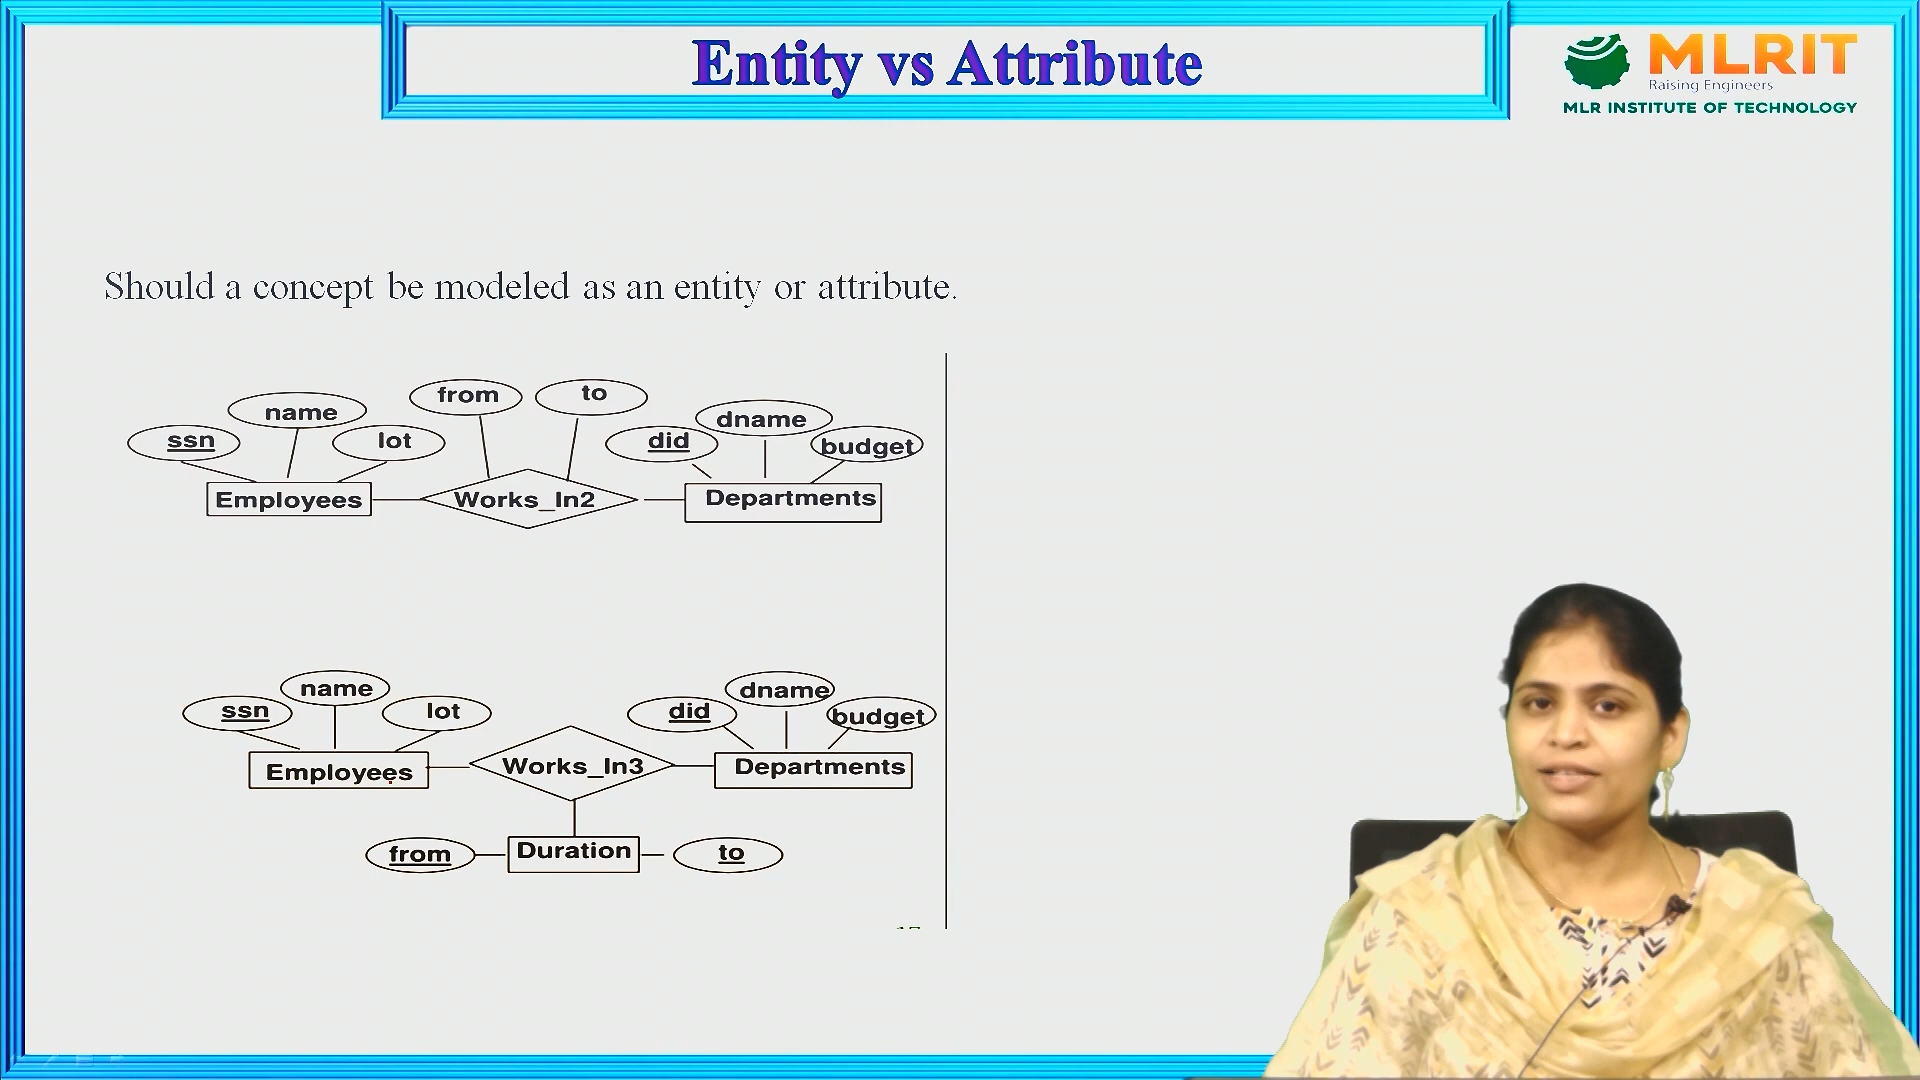 Entity vs Attribute
MLRIT
Raising Engineers
MLR INSTITUTE OF TECHNOLOGY
Should a concept be modeled as an entity or attribute.
from
to
name
dname
ssn
lot
did
budget
Employees
Works_In2
Departments
name
dname
ssn
lot
did
budget
Employees
Works_In3
Departments
from
Duration
to